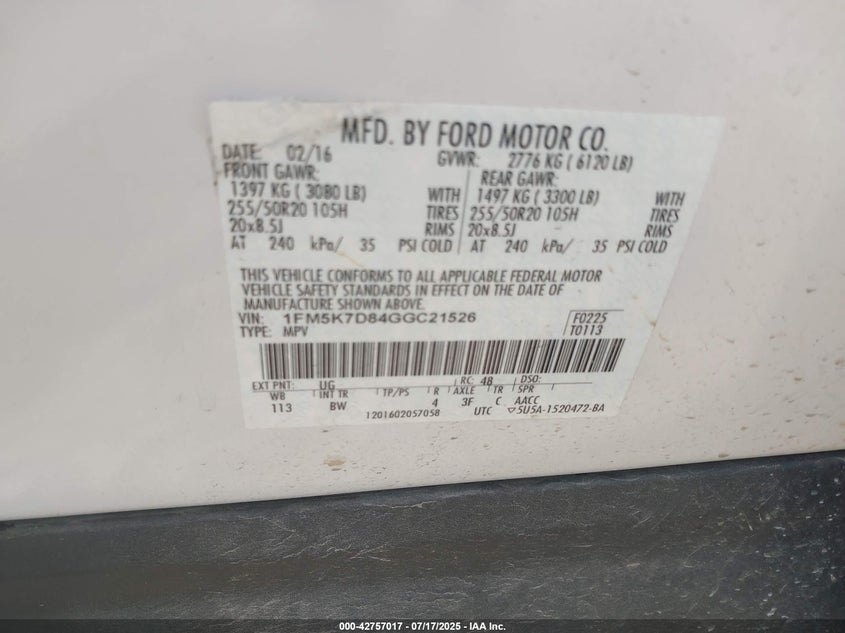 MFD. BY FORD MOTOR CO.
DATE: 02/16 GVWR: 2776 KG ( 6120 LB)
FRONT GAWR: REAR GAWR:
1397 KG ( 3080 LB) WITH 1497 KG ( 3300 LB) WITH
255/50R20 105H TIRES 255/50R20 105H TIRES
20x8.5J RIMS 20x8.5J RIMS
AT 240 kPa/ 35 PSI COLD AT 240 kPa/ 35 PSI COLD
THIS VEHICLE CONFORMS TO ALL APPLICABLE FEDERAL MOTOR
VEHICLE SAFETY STANDARDS IN EFFECT ON THE DATE OF
MANUFACTURE SHOWN ABOVE.
VIN: 1FM5K7D84GGC21526 F0225
TYPE: MPV T0113
EXT PNT: UG RC: 48 DSO:
WB INT TR TP/PS R AXLE TR SPR
113 BW 4 3F C AACC
1201602057058 UTC ▽5U5A-1520472-BA
000-42757017 - 07/17/2025 - IAA Inc.